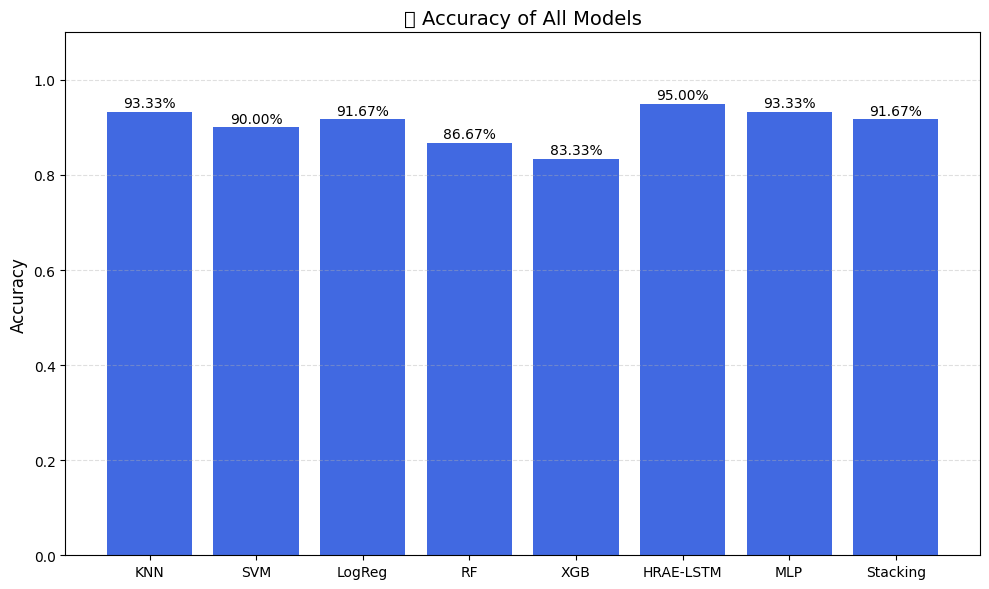 Accuracy of All Models
1.0
0.8
0.6
0.4
0.2
0.0
Accuracy
93.33%
90.00%
91.67%
86.67%
83.33%
95.00%
93.33%
91.67%
KNN
SVM
LogReg
RF
XGB
HRAE-LSTM
MLP
Stacking